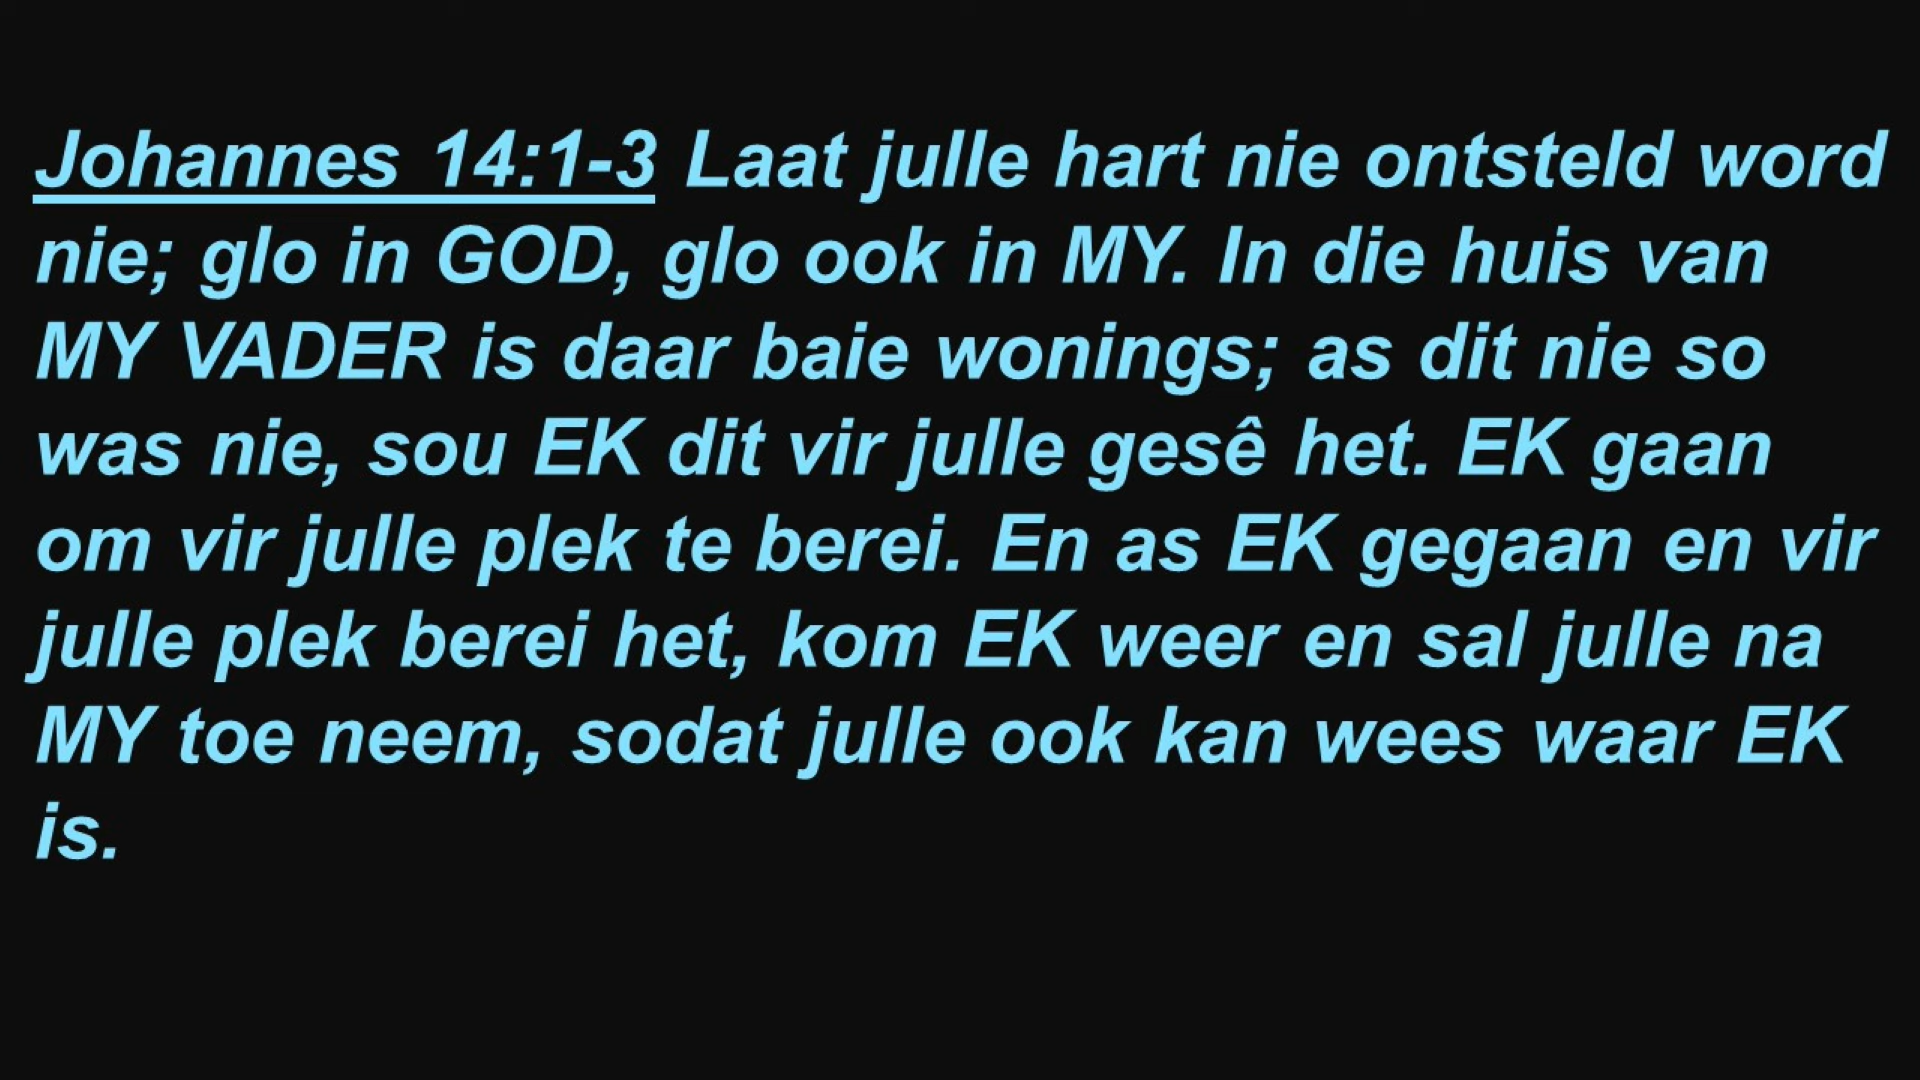 Johannes 14:1-3 Laat julle hart nie ontsteld word
nie; glo in GOD, glo ook in MY. In die huis van
MY VADER is daar baie wonings; as dit nie so
was nie, sou EK dit vir julle gesê het. EK gaan
om vir julle plek te berei. En as EK gegaan en vir
julle plek berei het, kom EK weer en sal julle na
MY toe neem, sodat julle ook kan wees waar EK
is.